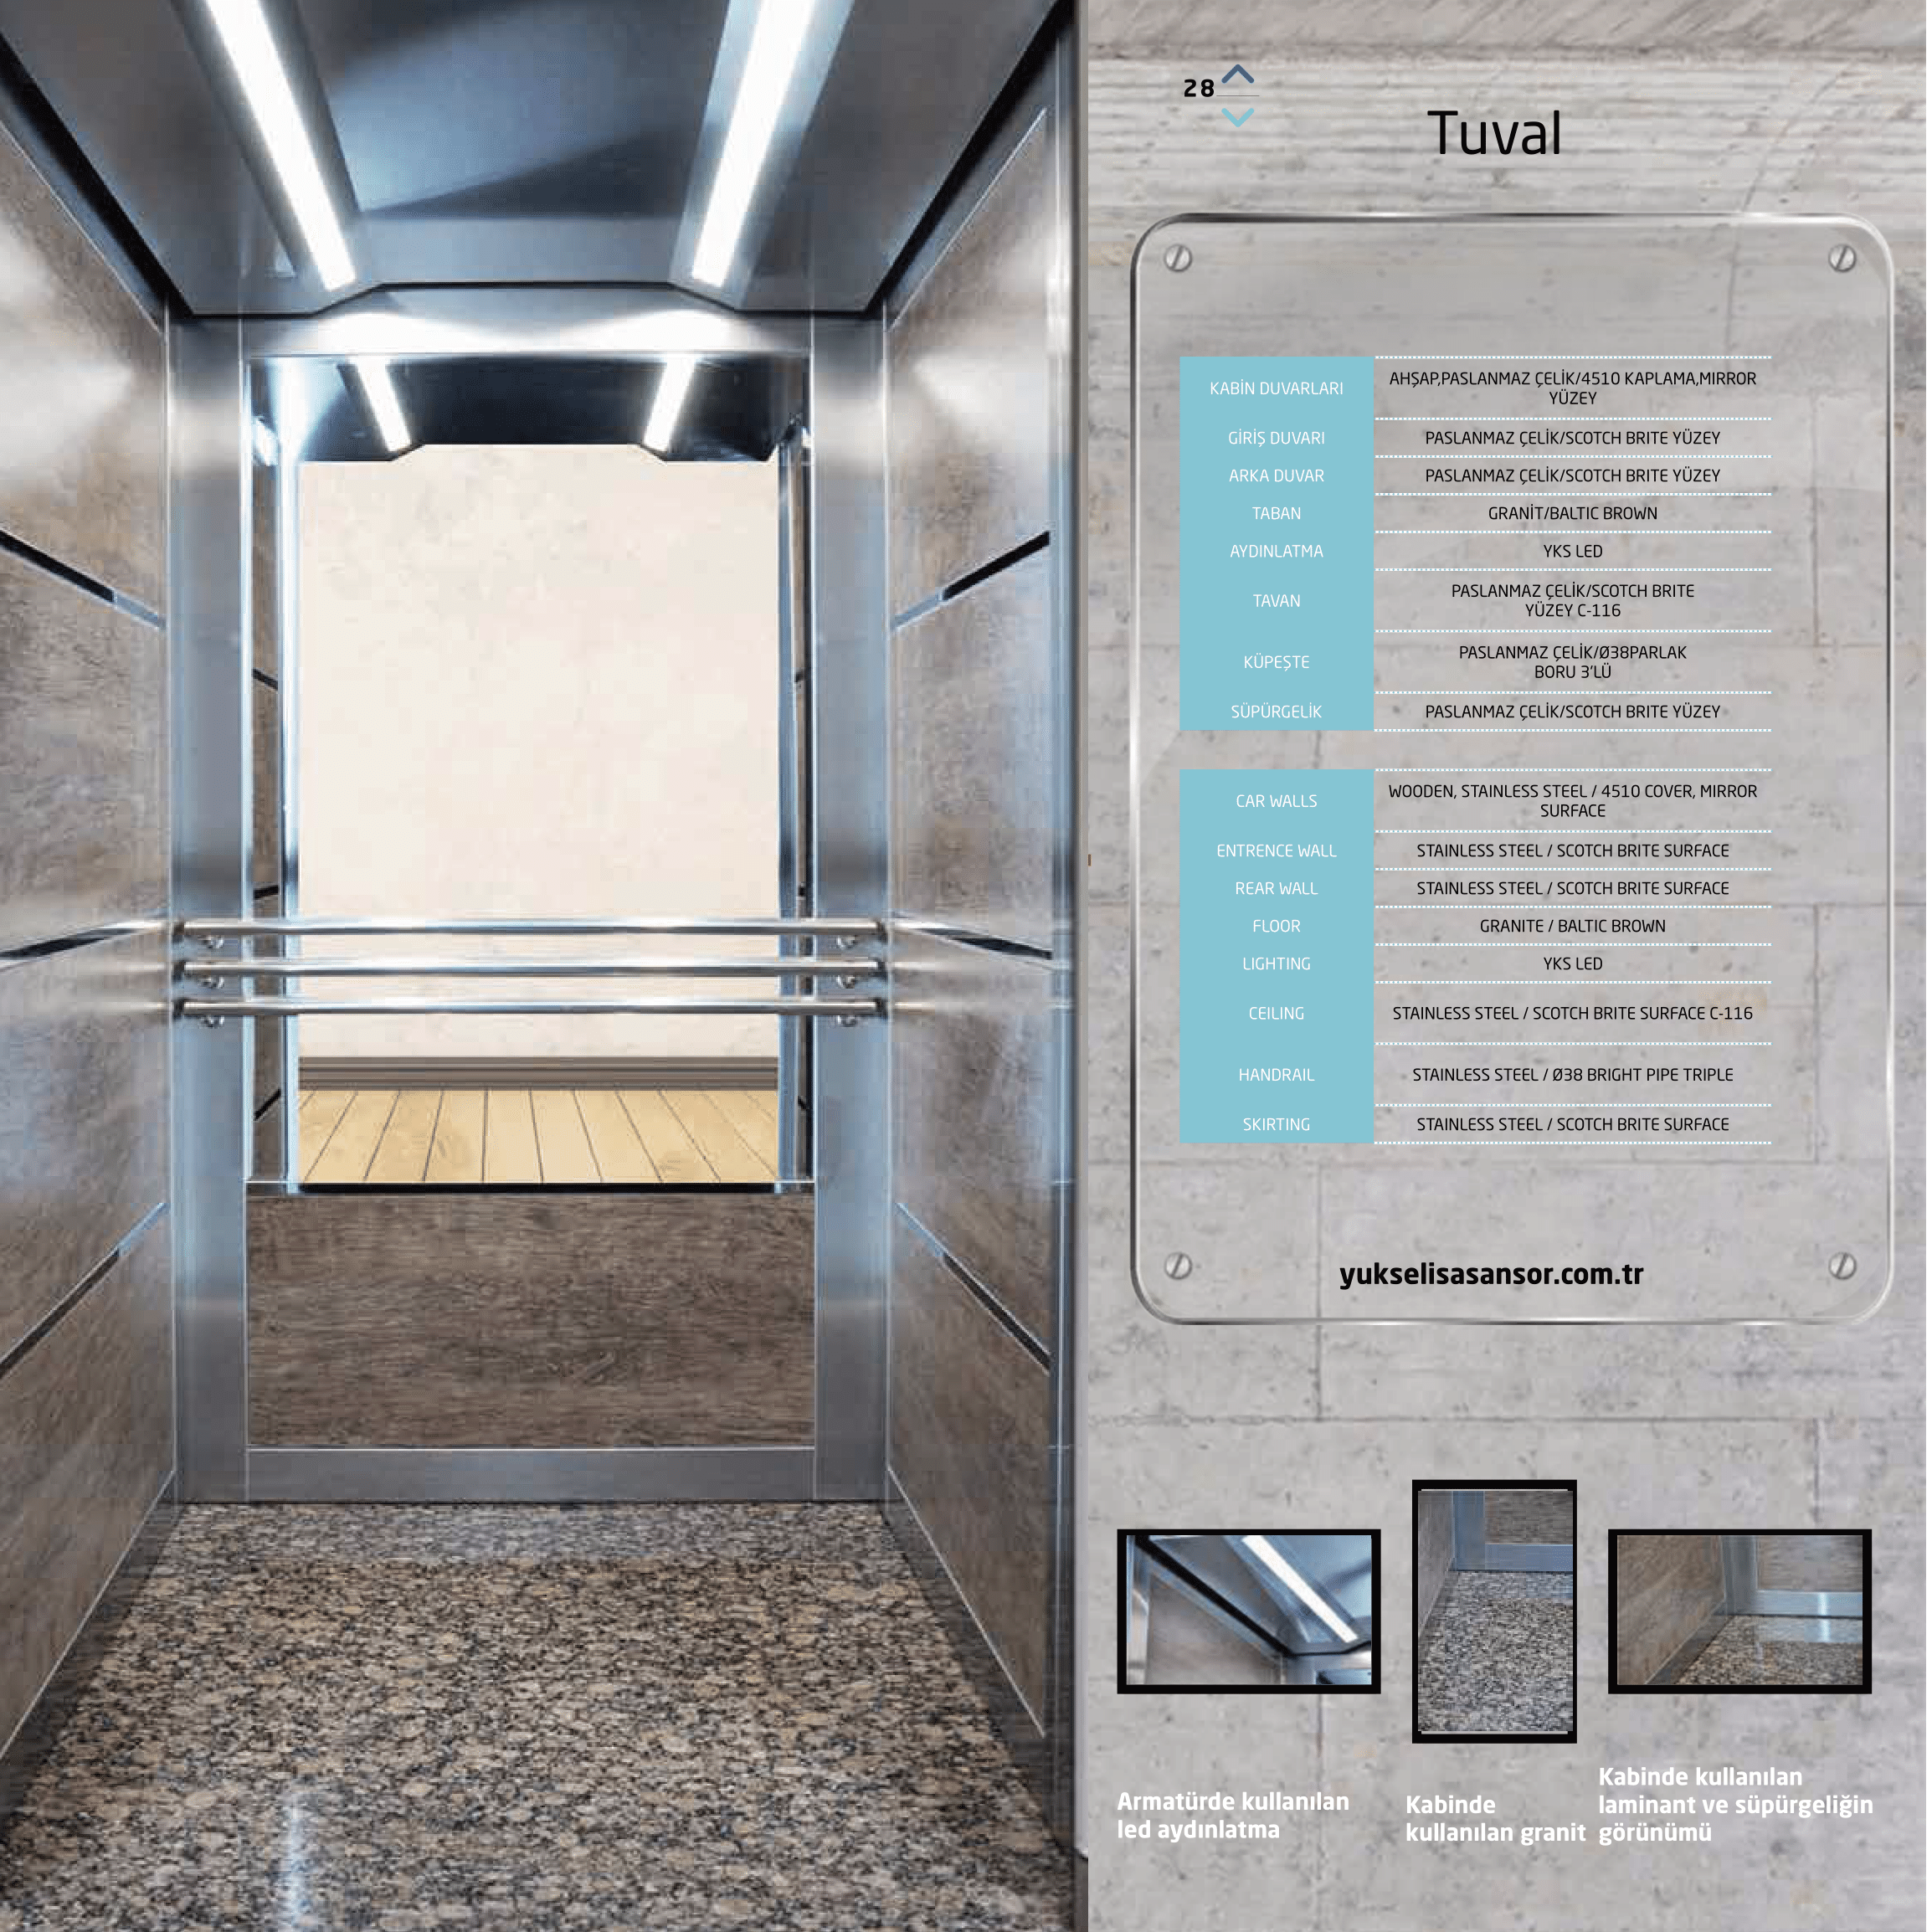 28
Tuval
KABİN DUVARLARI
AHŞAP,PASLANMAZ ÇELİK/4510 KAPLAMA,MIRROR
YÜZEY
GİRİŞ DUVARI
PASLANMAZ ÇELİK/SCOTCH BRITE YÜZEY
ARKA DUVAR
PASLANMAZ ÇELİK/SCOTCH BRITE YÜZEY
TABAN
GRANİT/BALTIC BROWN
AYDINLATMA
YKS LED
TAVAN
PASLANMAZ ÇELİK/SCOTCH BRITE
YÜZEY C-116
KÜPEŞTE
PASLANMAZ ÇELİK/Ø38PARLAK
BORU 3'LÜ
SÜPÜRGELİK
PASLANMAZ ÇELİK/SCOTCH BRITE YÜZEY
CAR WALLS
WOODEN, STAINLESS STEEL / 4510 COVER, MIRROR
SURFACE
ENTRENCE WALL
STAINLESS STEEL / SCOTCH BRITE SURFACE
REAR WALL
STAINLESS STEEL / SCOTCH BRITE SURFACE
FLOOR
GRANITE / BALTIC BROWN
LIGHTING
YKS LED
CEILING
STAINLESS STEEL / SCOTCH BRITE SURFACE C-116
HANDRAIL
STAINLESS STEEL / Ø38 BRIGHT PIPE TRIPLE
SKIRTING
STAINLESS STEEL / SCOTCH BRITE SURFACE
yukselisasansor.com.tr
Armatürde kullanılan
led aydınlatma
Kabinde
kullanılan granit
Kabinde kullanılan
laminant ve süpürgeliğin
görünümü